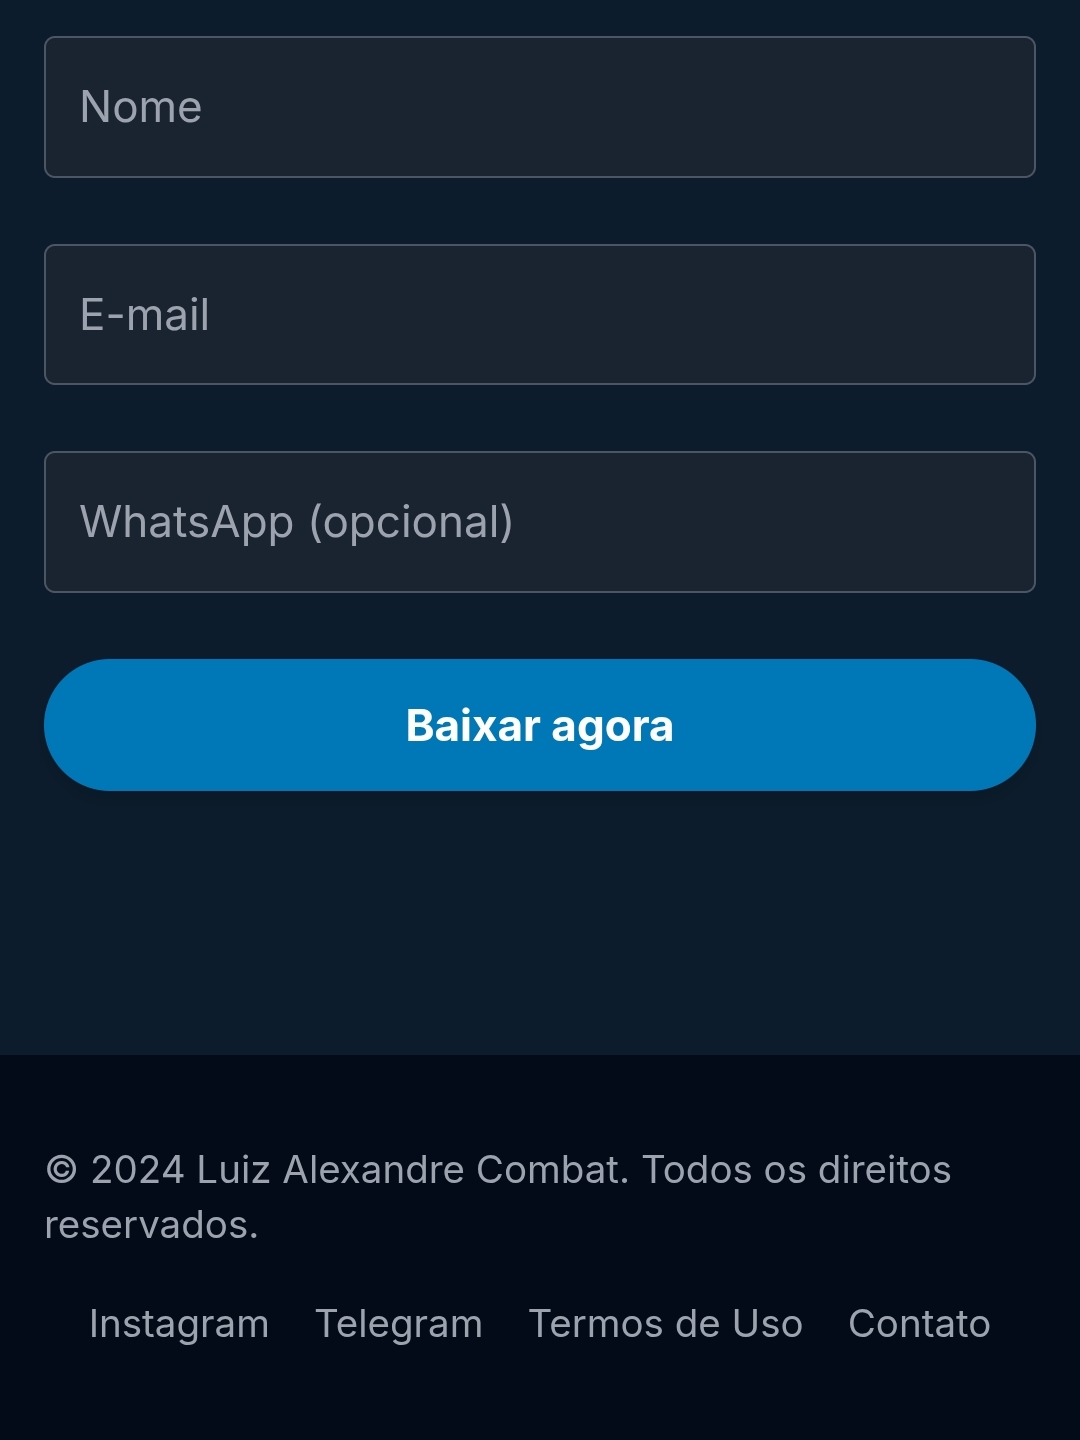 Nome
E-mail
WhatsApp (opcional)
Baixar agora
© 2024 Luiz Alexandre Combat. Todos os direitos
reservados.
Instagram Telegram Termos de Uso Contato